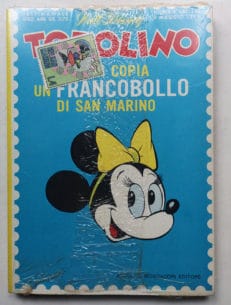 Walt Disney
TOPOLINO
COPIA
UN FRANCOBOLLO
DI SAN MARINO
ARNOLDO MONDADORI EDITORE